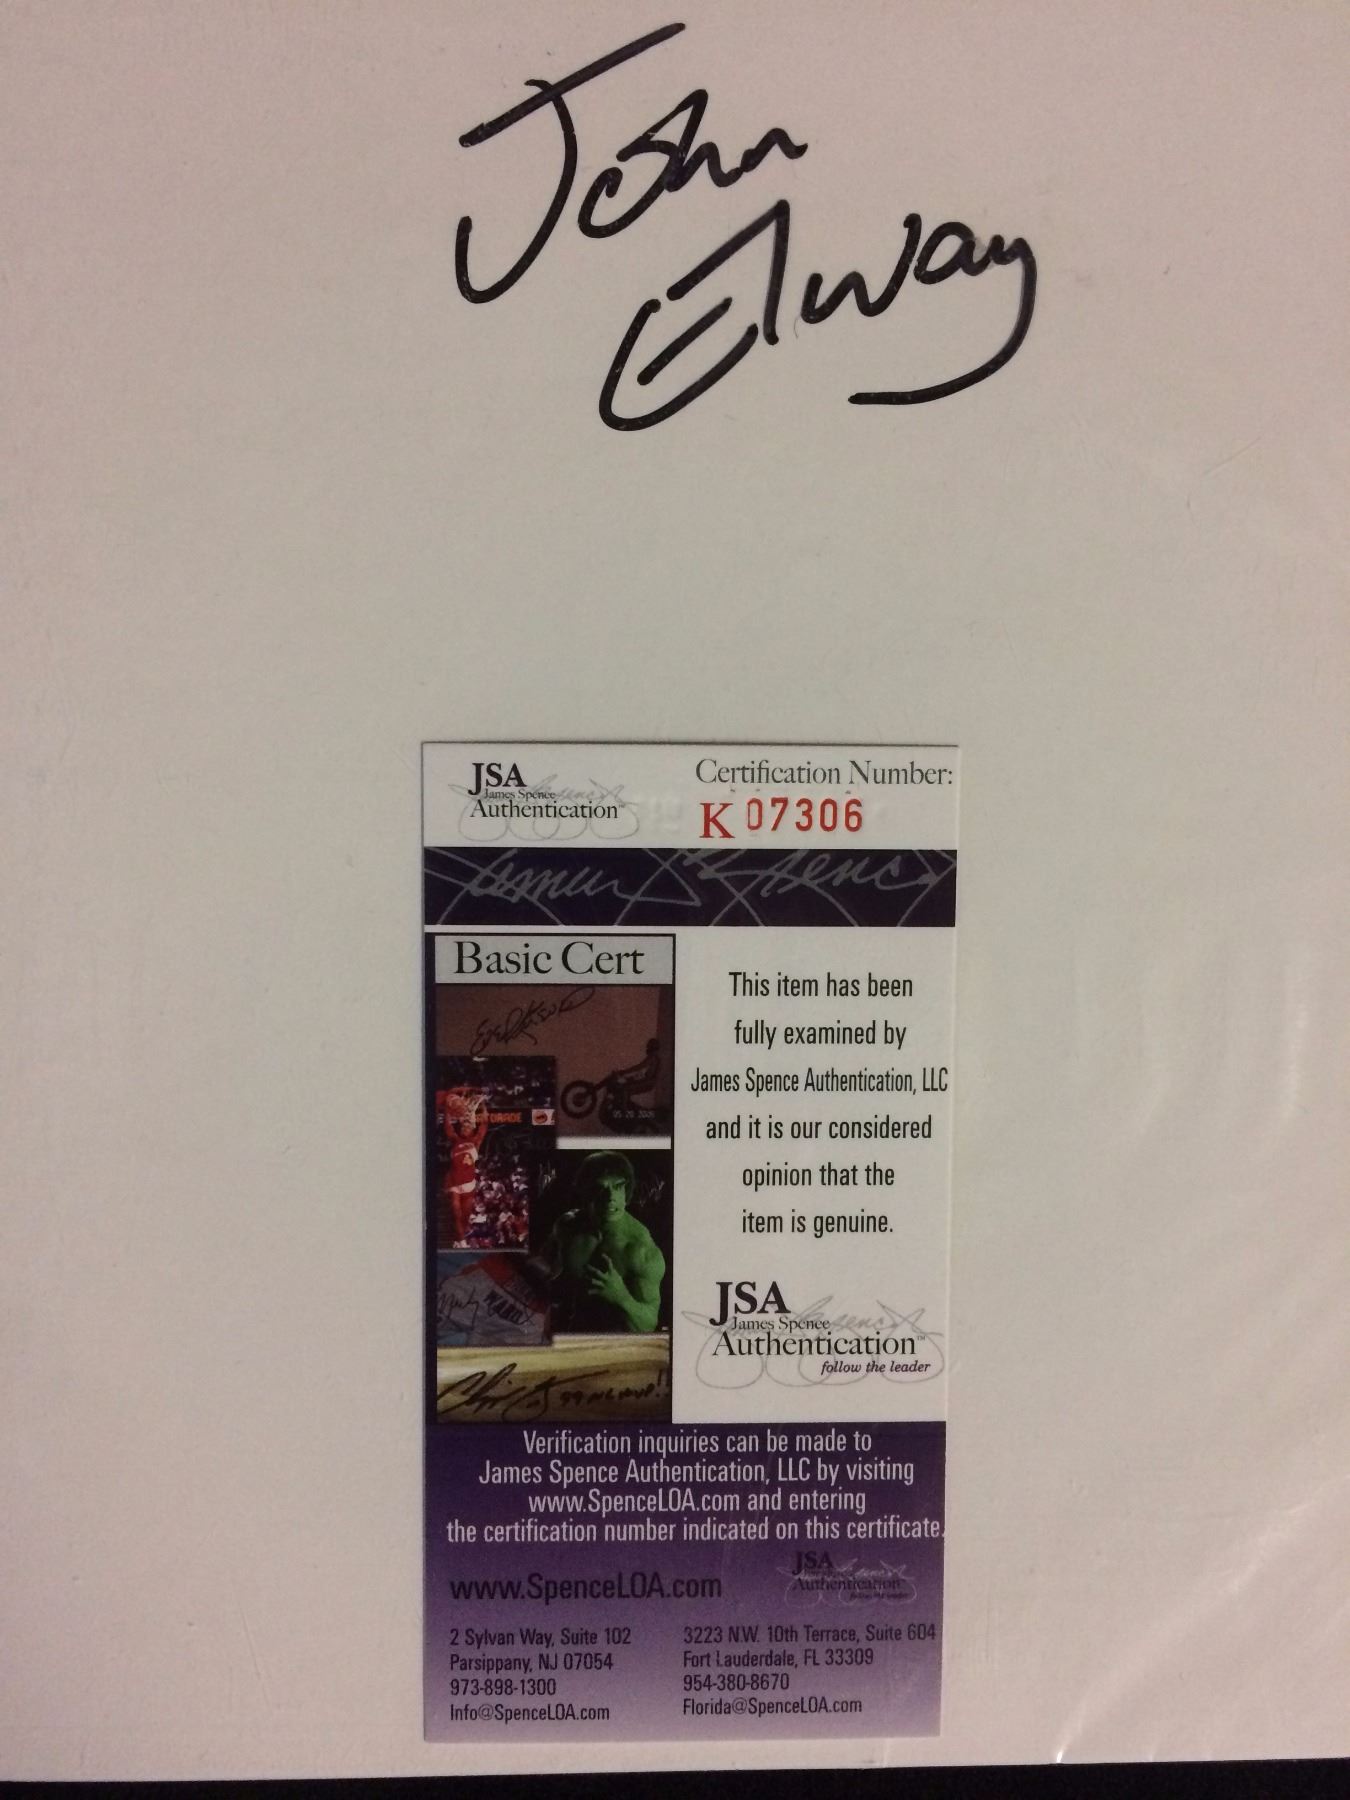 John
Elway
JSA
James Spence
Authentication
Certification Number:
K 07306
Basic Cert
This item has been
fully examined by
James Spence Authentication, LLC
and it is our considered
opinion that the
item is genuine.
GATORADE
JSA
James Spence
Authentication™
follow the leader
Verification inquiries can be made to
James Spence Authentication, LLC by visiting
www.SpenceLOA.com and entering
the certification number indicated on this certificate.
www.SpenceLOA.com
JSA
Authentication
2 Sylvan Way, Suite 102
Parsippany, NJ 07054
973-898-1300
Info@SpenceLOA.com
3223 N.W. 10th Terrace, Suite 604
Fort Lauderdale, FL 33309
954-380-8670
Florida@SpenceLOA.com